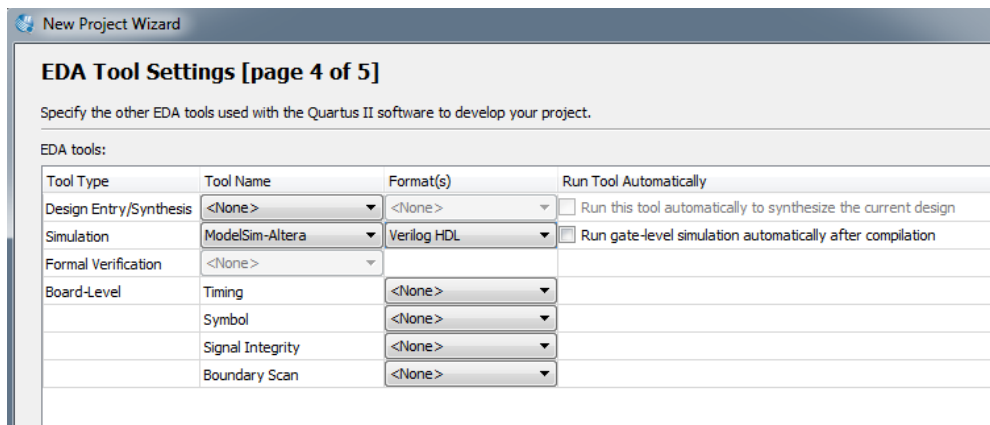 New Project Wizard
EDA Tool Settings [page 4 of 5]
Specify the other EDA tools used with the Quartus II software to develop your project.
EDA tools:
Tool Type Tool Name Format(s) Run Tool Automatically
Design Entry/Synthesis <None> <None> Run this tool automatically to synthesize the current design
Simulation ModelSim-Altera Verilog HDL Run gate-level simulation automatically after compilation
Formal Verification <None>
Board-Level Timing <None>
Symbol <None>
Signal Integrity <None>
Boundary Scan <None>